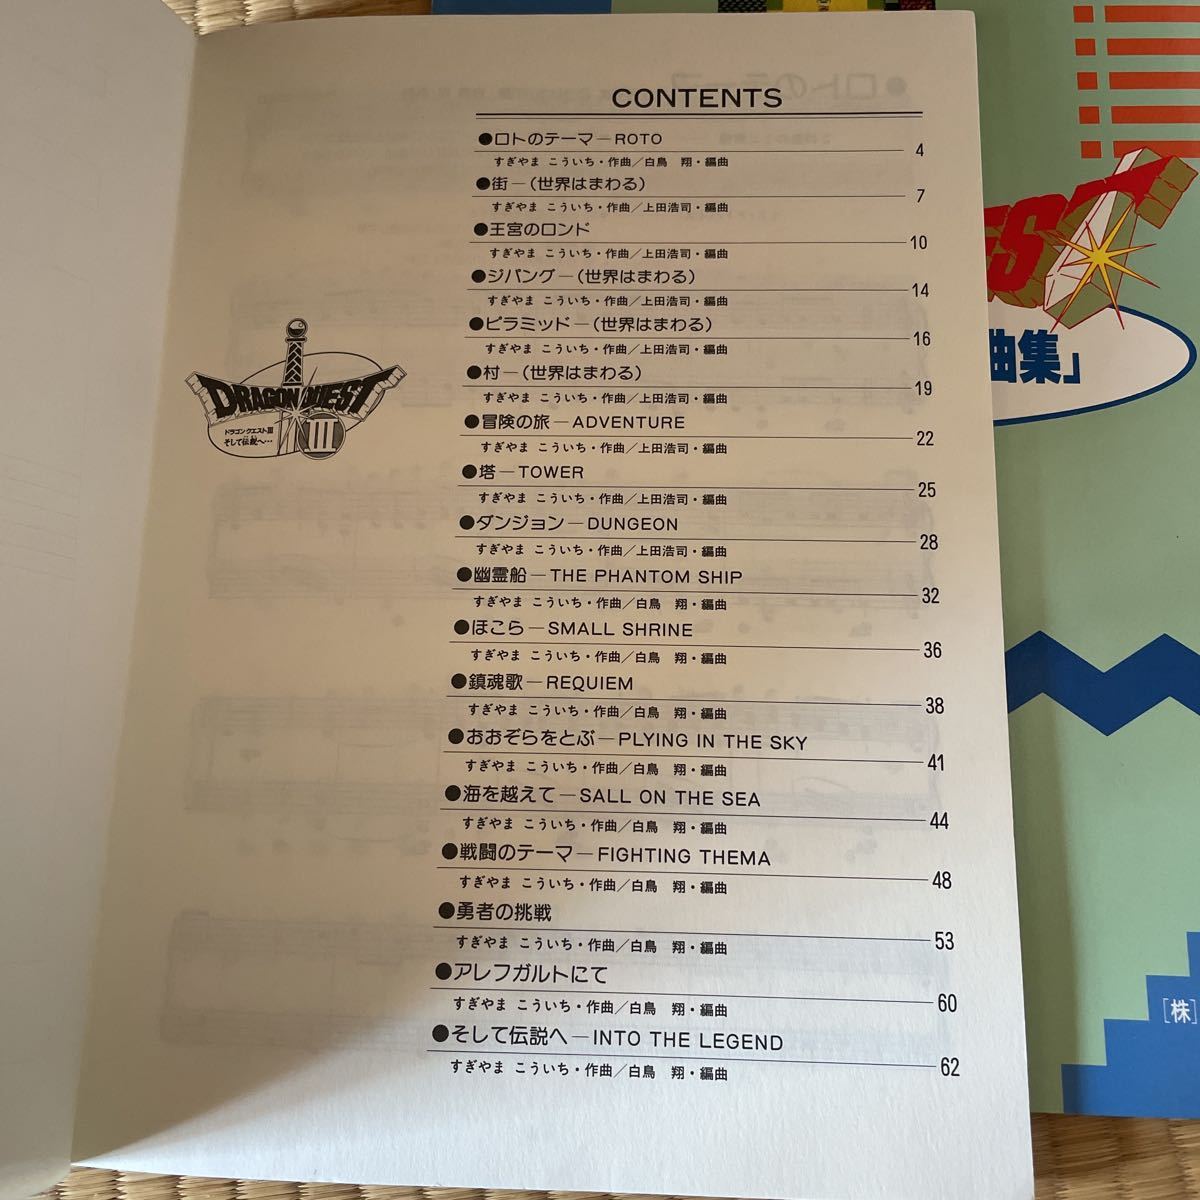 CONTENTS
●ロトのテーマ—ROTO
4
すぎやま こういち・作曲／白鳥 翔・編曲
●街—(世界はまわる)
7
すぎやま こういち・作曲／上田浩司・編曲
●王宮のロンド
10
すぎやま こういち・作曲／上田浩司・編曲
●ジパング—(世界はまわる)
14
すぎやま こういち・作曲／上田浩司・編曲
●ピラミッド—(世界はまわる)
16
すぎやま こういち・作曲／上田浩司・編曲
●村—(世界はまわる)
19
すぎやま こういち・作曲／上田浩司・編曲
●冒険の旅—ADVENTURE
22
すぎやま こういち・作曲／上田浩司・編曲
●塔—TOWER
25
すぎやま こういち・作曲／上田浩司・編曲
●ダンジョン—DUNGEON
28
すぎやま こういち・作曲／上田浩司・編曲
●幽霊船—THE PHANTOM SHIP
32
すぎやま こういち・作曲／白鳥 翔・編曲
●ほこら—SMALL SHRINE
36
すぎやま こういち・作曲／白鳥 翔・編曲
●鎮魂歌—REQUIEM
38
すぎやま こういち・作曲／白鳥 翔・編曲
●おおぞらをとぶ—PLYING IN THE SKY
41
すぎやま こういち・作曲／白鳥 翔・編曲
●海を越えて—SALL ON THE SEA
44
すぎやま こういち・作曲／白鳥 翔・編曲
●戦闘のテーマ—FIGHTING THEMA
48
すぎやま こういち・作曲／白鳥 翔・編曲
●勇者の挑戦
53
すぎやま こういち・作曲／白鳥 翔・編曲
●アレフガルトにて
60
すぎやま こういち・作曲／白鳥 翔・編曲
●そして伝説へ—INTO THE LEGEND
62
すぎやま こういち・作曲／白鳥 翔・編曲
DRAGON QUEST
ドラゴンクエストIII
そして伝説へ…
III
EST
曲集」
[株]